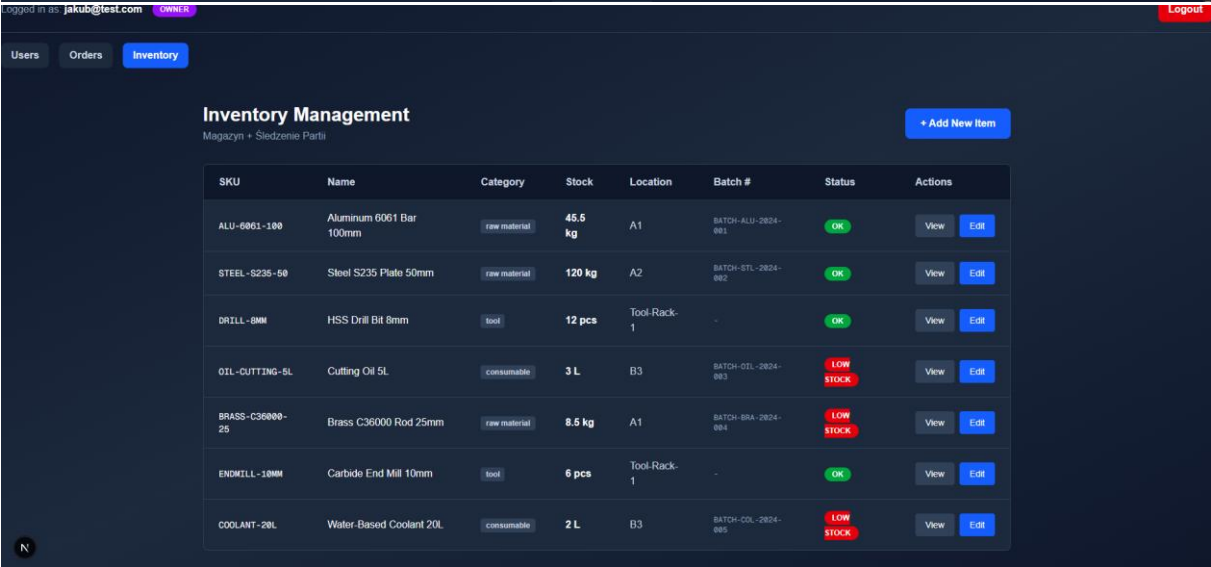 Logged in as: jakub@test.com OWNER Logout
Users Orders Inventory
Inventory Management
Magazyn + Śledzenie Partii
+ Add New Item
SKU Name Category Stock Location Batch # Status Actions
ALU-6061-100 Aluminum 6061 Bar 100mm raw material 45.5 kg A1 BATCH-ALU-2024-001 OK View Edit
STEEL-S235-50 Steel S235 Plate 50mm raw material 120 kg A2 BATCH-STL-2024-002 OK View Edit
DRILL-8MM HSS Drill Bit 8mm tool 12 pcs Tool-Rack-1 - OK View Edit
OIL-CUTTING-5L Cutting Oil 5L consumable 3 L B3 BATCH-OIL-2024-003 LOW STOCK View Edit
BRASS-C36000-25 Brass C36000 Rod 25mm raw material 8.5 kg A1 BATCH-BRA-2024-004 LOW STOCK View Edit
ENDMILL-10MM Carbide End Mill 10mm tool 6 pcs Tool-Rack-1 - OK View Edit
COOLANT-20L Water-Based Coolant 20L consumable 2 L B3 BATCH-COL-2024-005 LOW STOCK View Edit
N